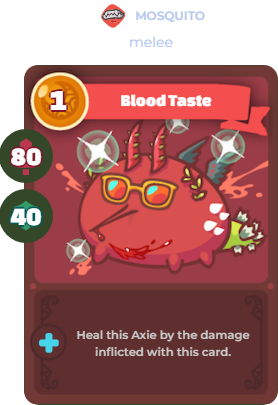 MOSQUITO
melee
1
Blood Taste
80
40
Heal this Axie by the damage
inflicted with this card.